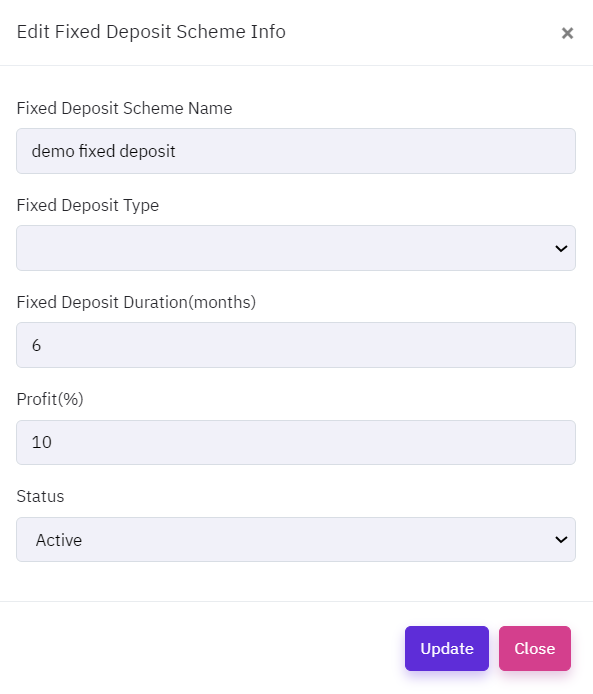 Edit Fixed Deposit Scheme Info
×
Fixed Deposit Scheme Name
demo fixed deposit
Fixed Deposit Type
Fixed Deposit Duration(months)
6
Profit(%)
10
Status
Active
Update Close